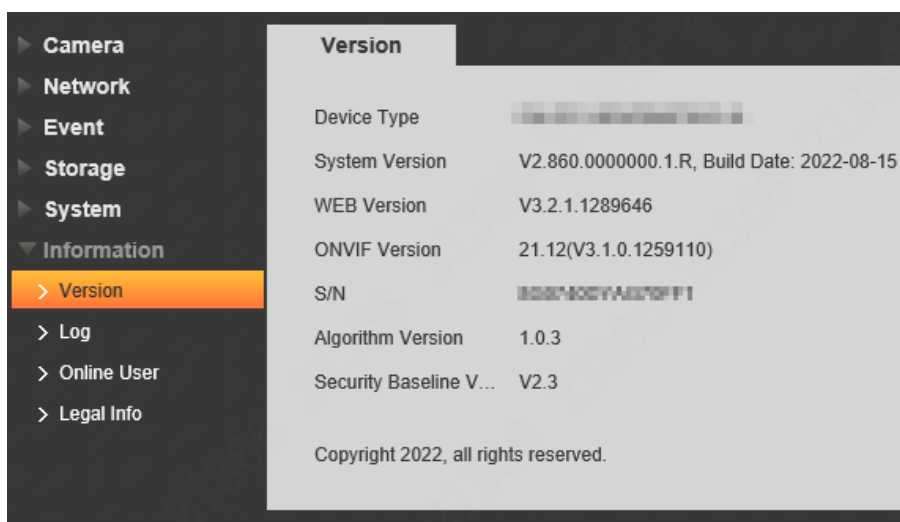 Camera
Network
Event
Storage
System
Information
Version
Log
Online User
Legal Info
Version
Device Type
System Version V2.860.0000000.1.R, Build Date: 2022-08-15
WEB Version V3.2.1.1289646
ONVIF Version 21.12(V3.1.0.1259110)
S/N
Algorithm Version 1.0.3
Security Baseline V... V2.3
Copyright 2022, all rights reserved.